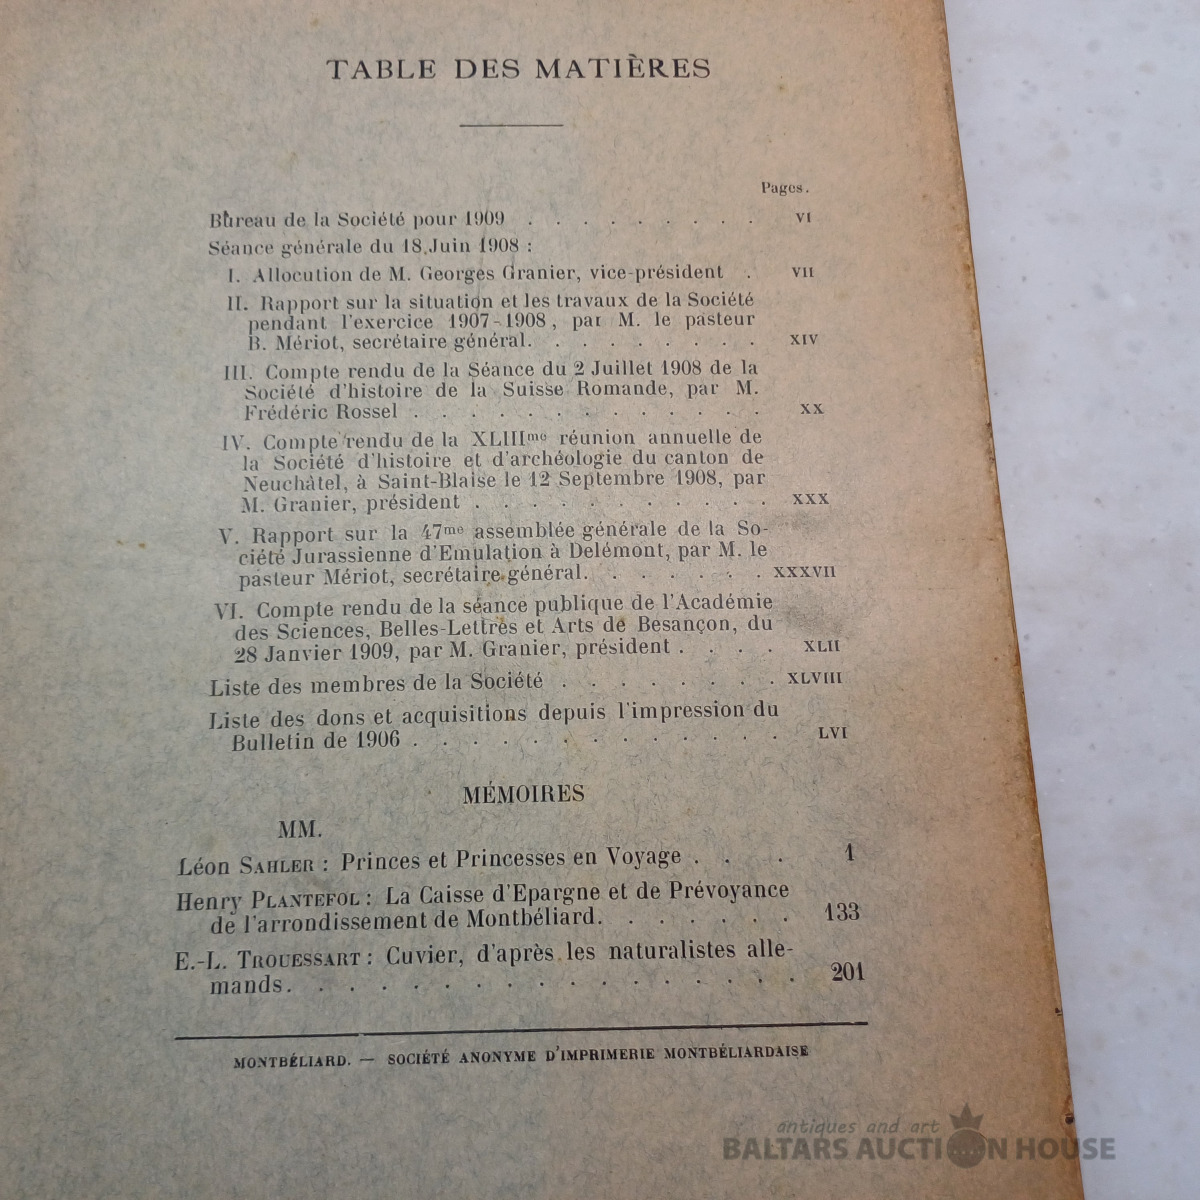 TABLE DES MATIÈRES
Pages.
Bureau de la Société pour 1909 . . . . . . . . VI
Séance générale du 18 Juin 1908 :
I. Allocution de M. Georges Granier, vice-président . VII
II. Rapport sur la situation et les travaux de la Société
pendant l'exercice 1907-1908, par M. le pasteur
B. Mériot, secrétaire général. . . . . . . . XIV
III. Compte rendu de la Séance du 2 Juillet 1908 de la
Société d'histoire de la Suisse Romande, par M.
Frédéric Rossel . . . . . . . . . . . . XX
IV. Compte rendu de la XLIIIme réunion annuelle de
la Société d'histoire et d'archéologie du canton de
Neuchâtel, à Saint-Blaise le 12 Septembre 1908, par
M. Granier, président . . . . . . . . . . XXX
V. Rapport sur la 47me assemblée générale de la So-
ciété Jurassienne d'Emulation à Delémont, par M. le
pasteur Mériot, secrétaire général. . . . . . . XXXVII
VI. Compte rendu de la séance publique de l'Académie
des Sciences, Belles-Lettres et Arts de Besançon, du
28 Janvier 1909, par M. Granier, président . . . . XLII
Liste des membres de la Société . . . . . . . . XLVIII
Liste des dons et acquisitions depuis l'impression du
Bulletin de 1906 . . . . . . . . . . . . . LVI
MÉMOIRES
MM.
Léon SAHLER : Princes et Princesses en Voyage . . . 1
Henry PLANTEFOL : La Caisse d'Epargne et de Prévoyance
de l'arrondissement de Montbéliard. . . . . . . 133
E.-L. TROUESSART : Cuvier, d'après les naturalistes alle-
mands. . . . . . . . . . . . . . . . . 201
MONTBÉLIARD. — SOCIÉTÉ ANONYME D'IMPRIMERIE MONTBÉLIARDAISE
antiques and art
BALTARS AUCTION HOUSE